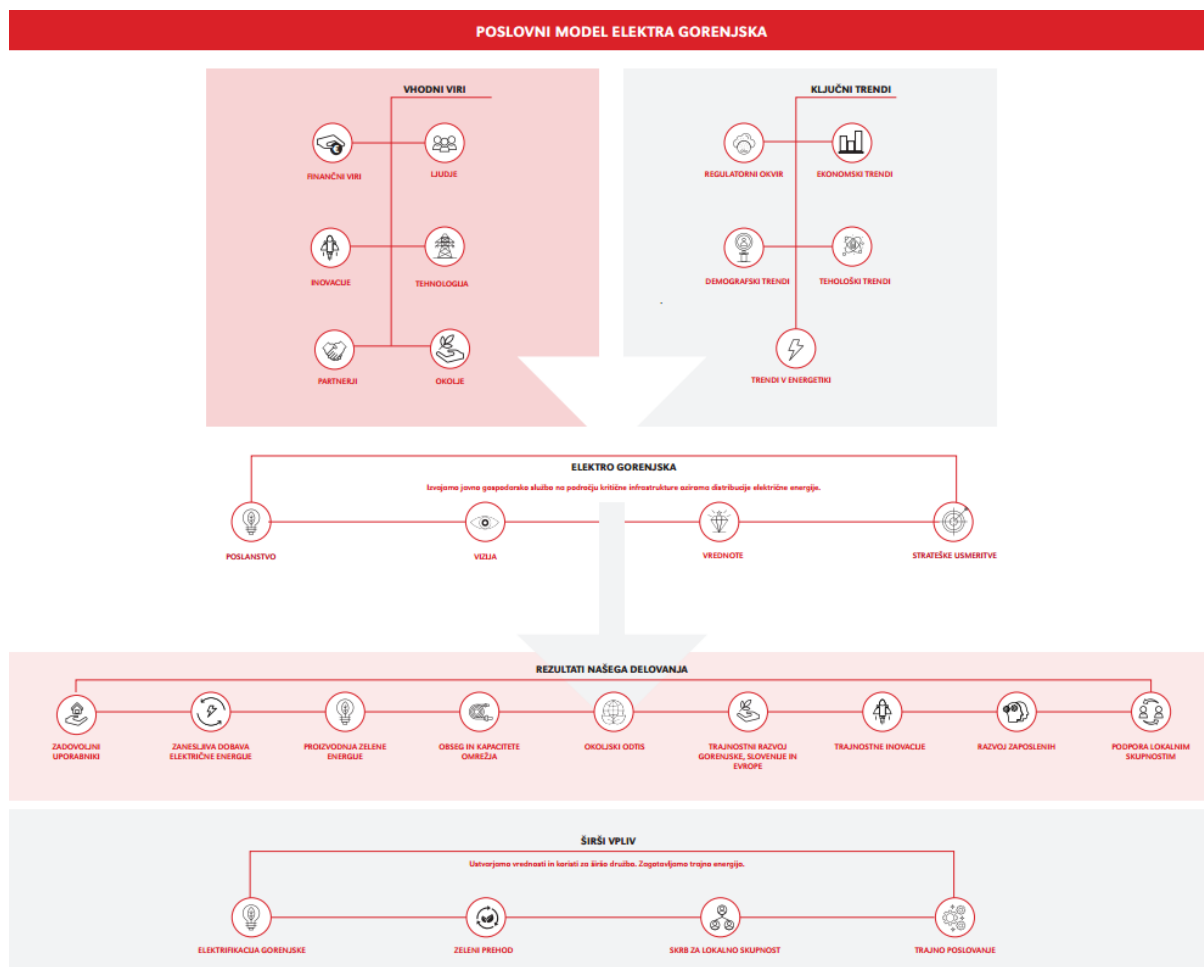 POSLOVNI MODEL ELEKTRA GORENJSKA
VHODNI VIRI
FINANČNI VIRI
LJUDJE
INOVACIJE
TEHNOLOGIJA
PARTNERJI
OKOLJE
KLJUČNI TRENDI
REGULATORNI OKVIR
EKONOMSKI TRENDI
DEMOGRAFSKI TRENDI
TEHOLOŠKI TRENDI
TRENDI V ENERGETIKI
ELEKTRO GORENJSKA
Izvajamo javno gospodarsko službo na področju kritične infrastrukture oziroma distribucije električne energije.
POSLANSTVO
VIZIJA
VREDNOTE
STRATEŠKE USMERITVE
REZULTATI NAŠEGA DELOVANJA
ZADOVOLJNI
UPORABNIKI
ZANESLJIVA DOBAVA
ELEKTRIČNE ENERGIJE
PROIZVODNJA ZELENE
ENERGIJE
OBSEG IN KAPACITETE
OMREŽJA
OKOLJSKI ODTIS
TRAJNOSTNI RAZVOJ
GORENJSKE, SLOVENIJE IN
EVROPE
TRAJNOSTNE INOVACIJE
RAZVOJ ZAPOSLENIH
PODPORA LOKALNIM
SKUPNOSTIM
ŠIRŠI VPLIV
Ustvarjamo vrednosti in koristi za širšo družbo. Zagotavljamo trajno energijo.
ELEKTRIFIKACIJA GORENJSKE
ZELENI PREHOD
SKRB ZA LOKALNO SKUPNOST
TRAJNO POSLOVANJE